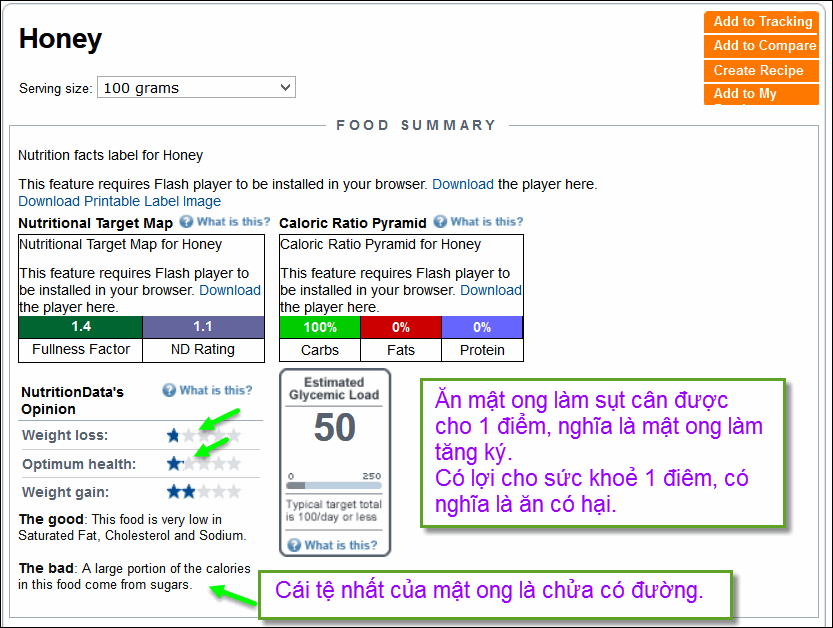 Honey
Add to Tracking
Add to Compare
Create Recipe
Add to My
Serving size: 100 grams
FOOD SUMMARY
Nutrition facts label for Honey
This feature requires Flash player to be installed in your browser. Download the player here.
Download Printable Label Image
Nutritional Target Map ? What is this?
Caloric Ratio Pyramid ? What is this?
Nutritional Target Map for Honey
This feature requires Flash player to
be installed in your browser. Download
the player here.
1.4 1.1
Fullness Factor ND Rating
Caloric Ratio Pyramid for Honey
This feature requires Flash player to
be installed in your browser. Download
the player here.
100% 0% 0%
Carbs Fats Protein
NutritionData's
Opinion
? What is this?
Weight loss:
Optimum health:
Weight gain:
The good: This food is very low in
Saturated Fat, Cholesterol and Sodium.
The bad: A large portion of the calories
in this food come from sugars.
Estimated
Glycemic Load
50
0 250
Typical target total
is 100/day or less
? What is this?
Ăn mật ong làm sụt cân được
cho 1 điểm, nghĩa là mật ong làm
tăng ký.
Có lợi cho sức khoẻ 1 điêm, có
nghĩa là ăn có hại.
Cái tệ nhất của mật ong là chửa có đường.